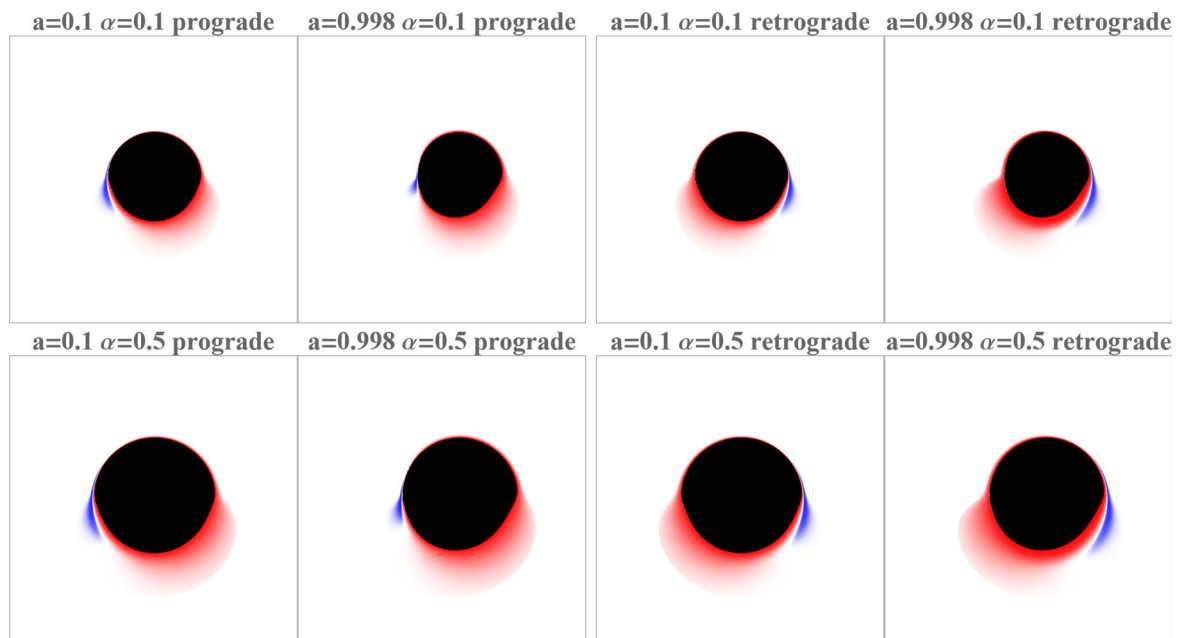 a=0.1 α=0.1 prograde
a=0.998 α=0.1 prograde
a=0.1 α=0.1 retrograde
a=0.998 α=0.1 retrograde
a=0.1 α=0.5 prograde
a=0.998 α=0.5 prograde
a=0.1 α=0.5 retrograde
a=0.998 α=0.5 retrograde